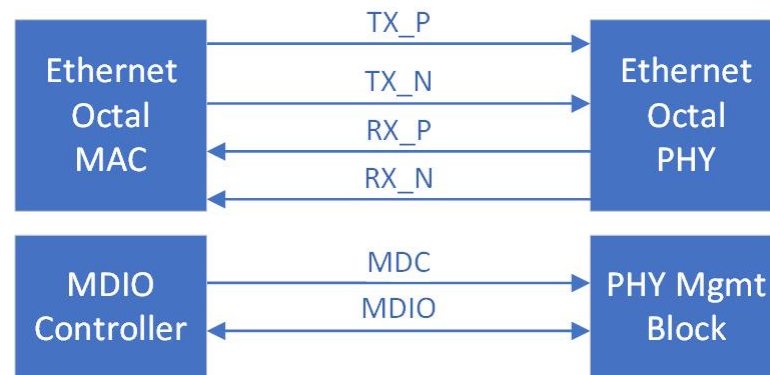 Ethernet
Octal
MAC
TX_P
TX_N
RX_P
RX_N
Ethernet
Octal
PHY
MDIO
Controller
MDC
MDIO
PHY Mgmt
Block